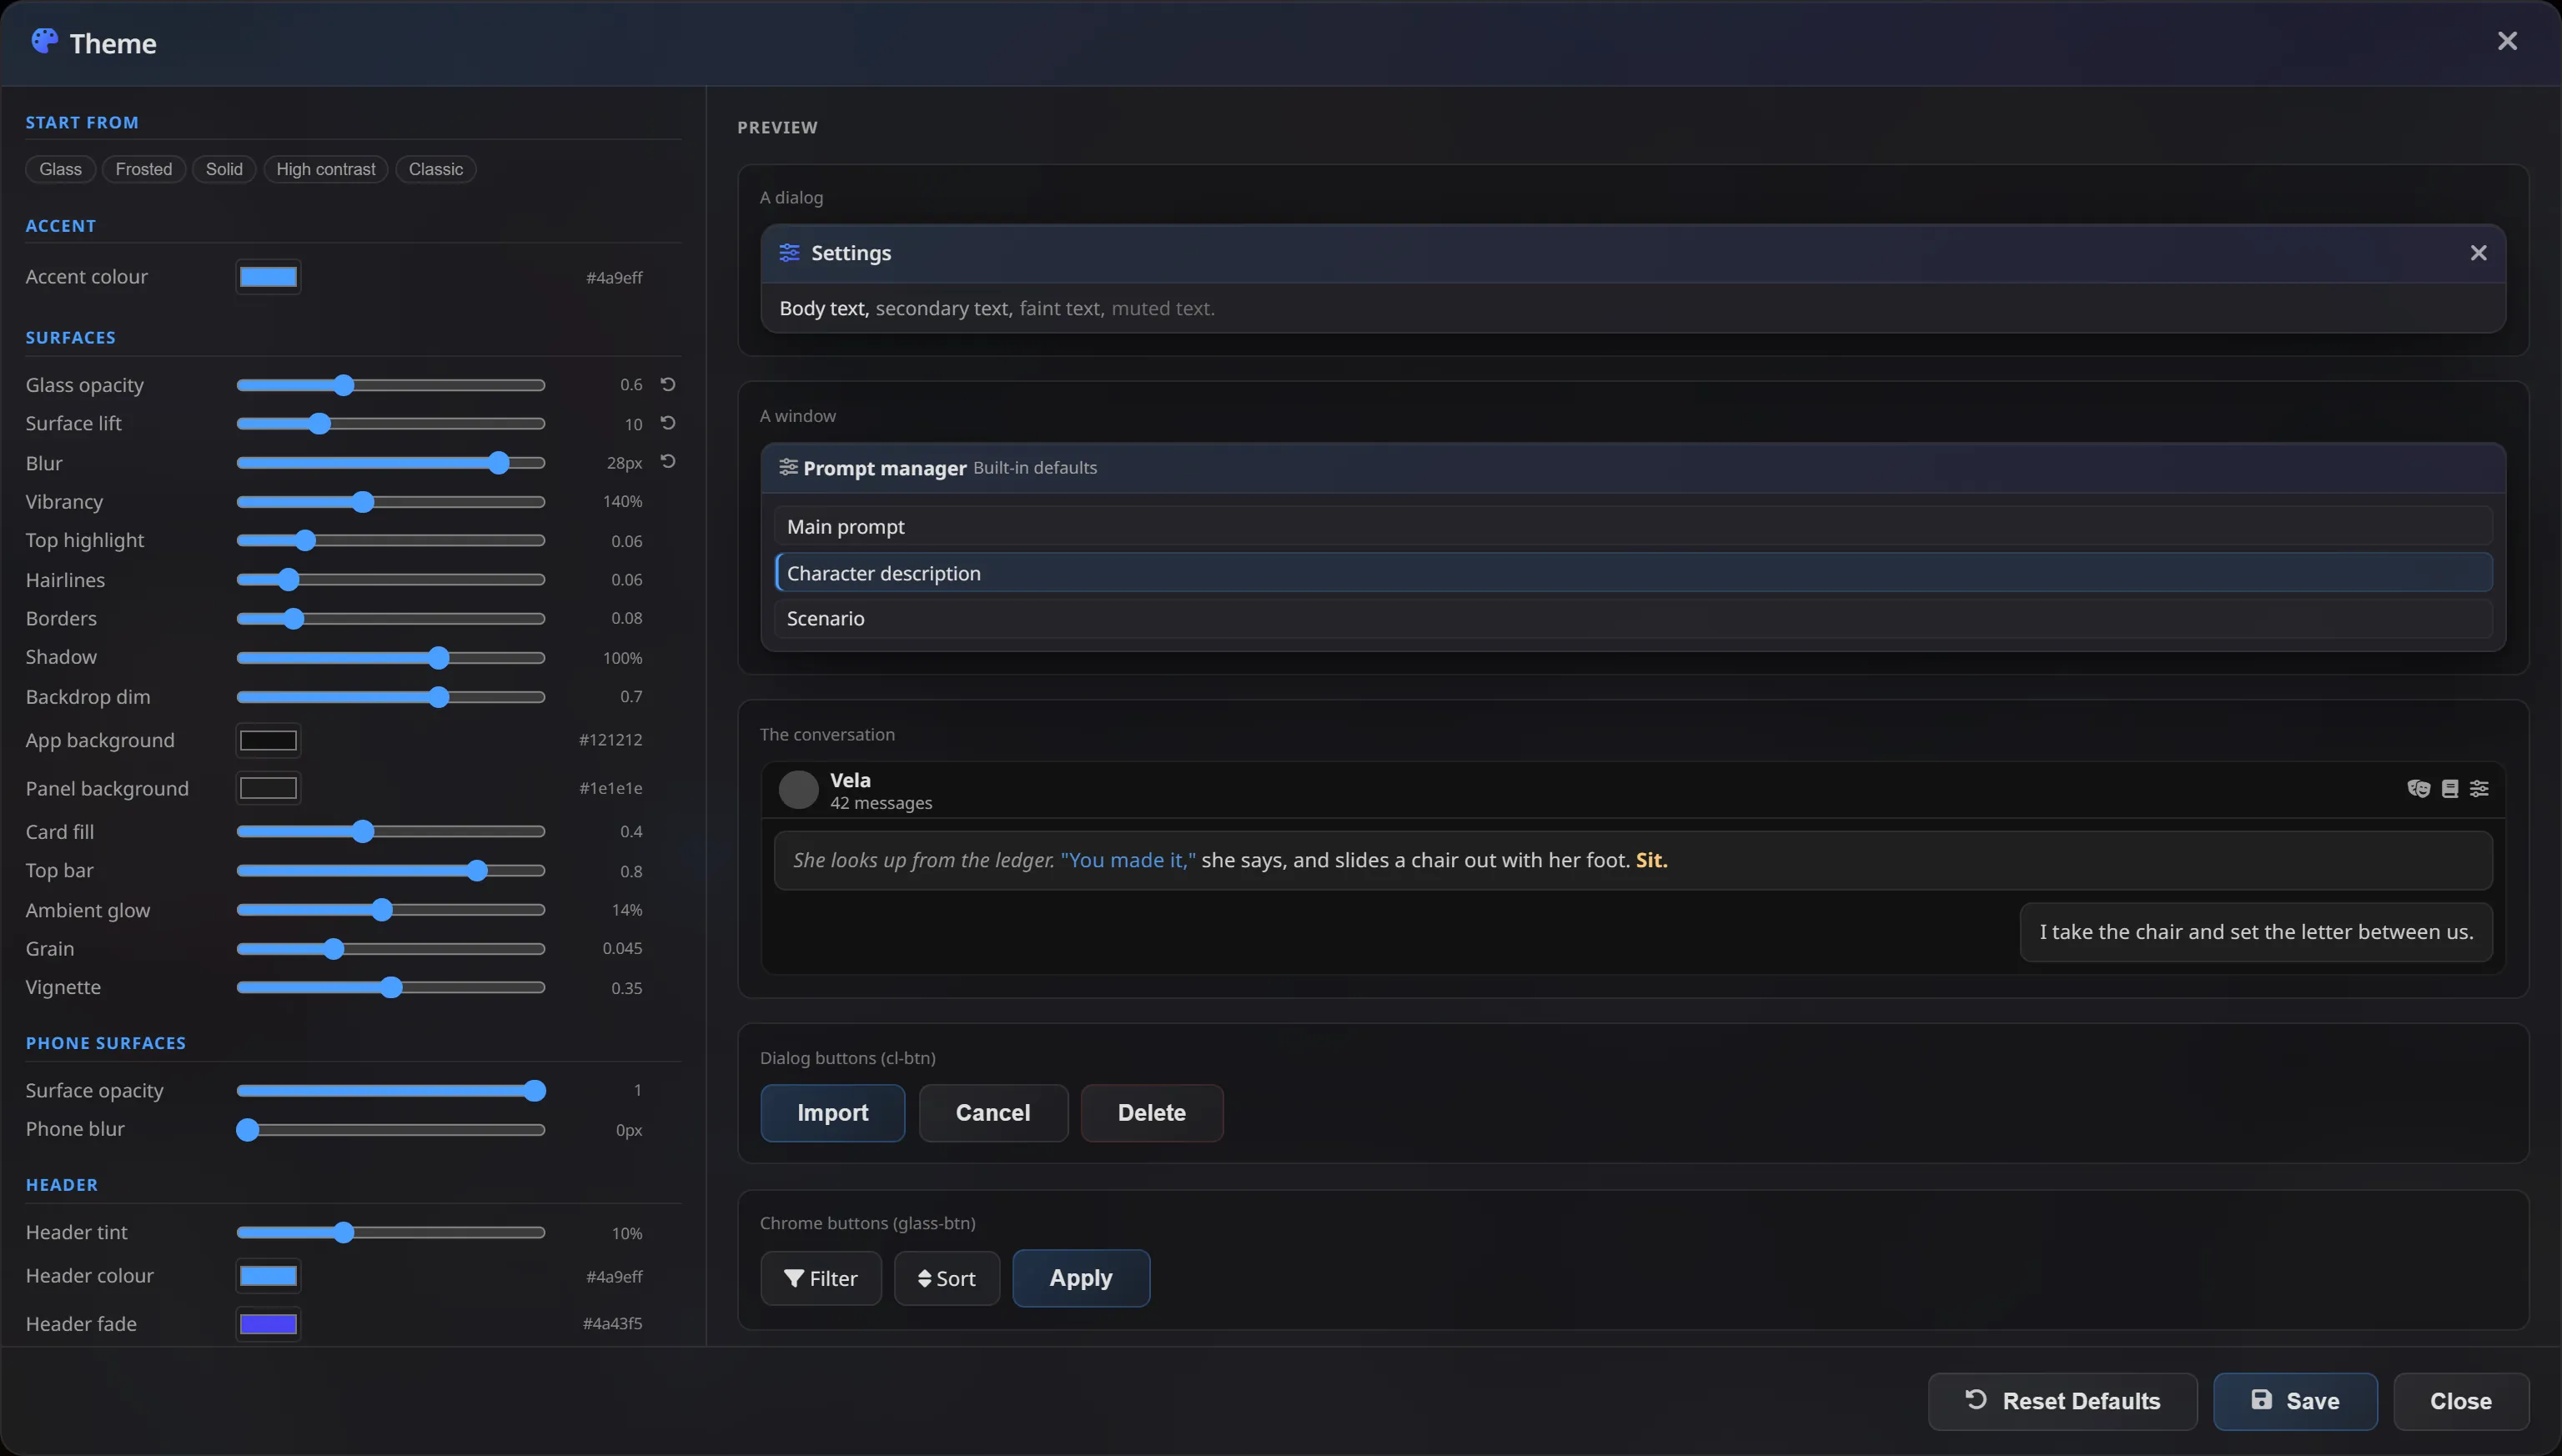 Theme
START FROM
Glass Frosted Solid High contrast Classic
ACCENT
Accent colour #4a9eff
SURFACES
Glass opacity 0.6
Surface lift 10
Blur 28px
Vibrancy 140%
Top highlight 0.06
Hairlines 0.06
Borders 0.08
Shadow 100%
Backdrop dim 0.7
App background #121212
Panel background #1e1e1e
Card fill 0.4
Top bar 0.8
Ambient glow 14%
Grain 0.045
Vignette 0.35
PHONE SURFACES
Surface opacity 1
Phone blur 0px
HEADER
Header tint 10%
Header colour #4a9eff
Header fade #4a43f5
PREVIEW
A dialog
Settings
Body text, secondary text, faint text, muted text.
A window
Prompt manager Built-in defaults
Main prompt
Character description
Scenario
The conversation
Vela
42 messages
She looks up from the ledger. "You made it," she says, and slides a chair out with her foot. Sit.
I take the chair and set the letter between us.
Dialog buttons (cl-btn)
Import Cancel Delete
Chrome buttons (glass-btn)
Filter Sort Apply
Reset Defaults Save Close